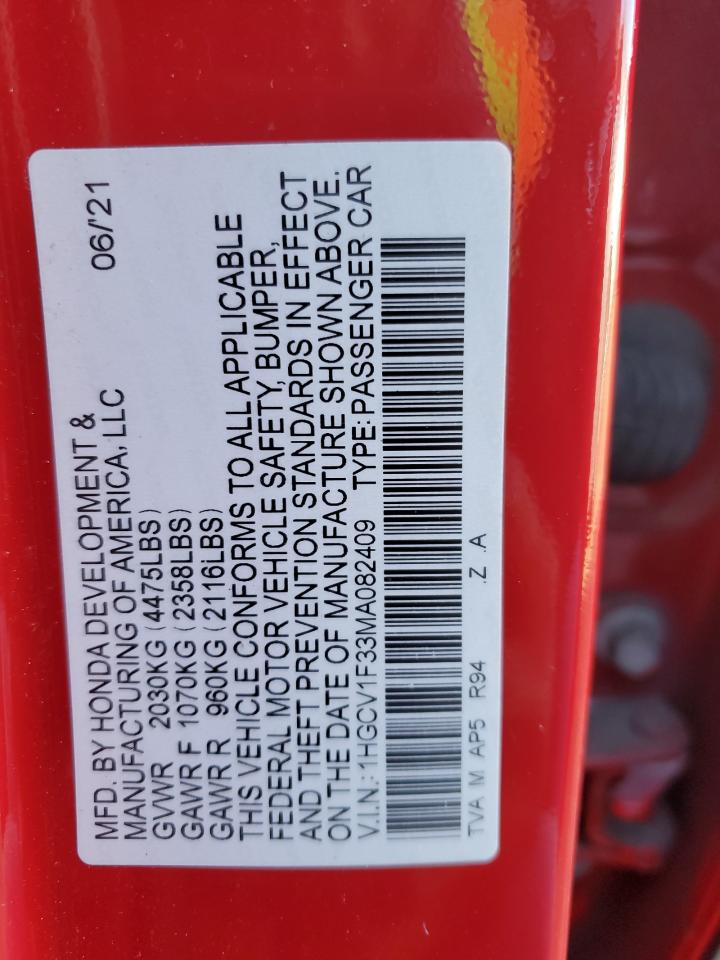 MFD. BY HONDA DEVELOPMENT &
MANUFACTURING OF AMERICA, LLC 06/'21
GVWR 2030KG (4475LBS)
GAWR F 1070KG (2358LBS)
GAWR R 960KG (2116LBS)
THIS VEHICLE CONFORMS TO ALL APPLICABLE
FEDERAL MOTOR VEHICLE SAFETY, BUMPER,
AND THEFT PREVENTION STANDARDS IN EFFECT
ON THE DATE OF MANUFACTURE SHOWN ABOVE.
V.I.N.: 1HGCV1F33MA082409 TYPE: PASSENGER CAR
TVA M AP5 R94 .Z .A